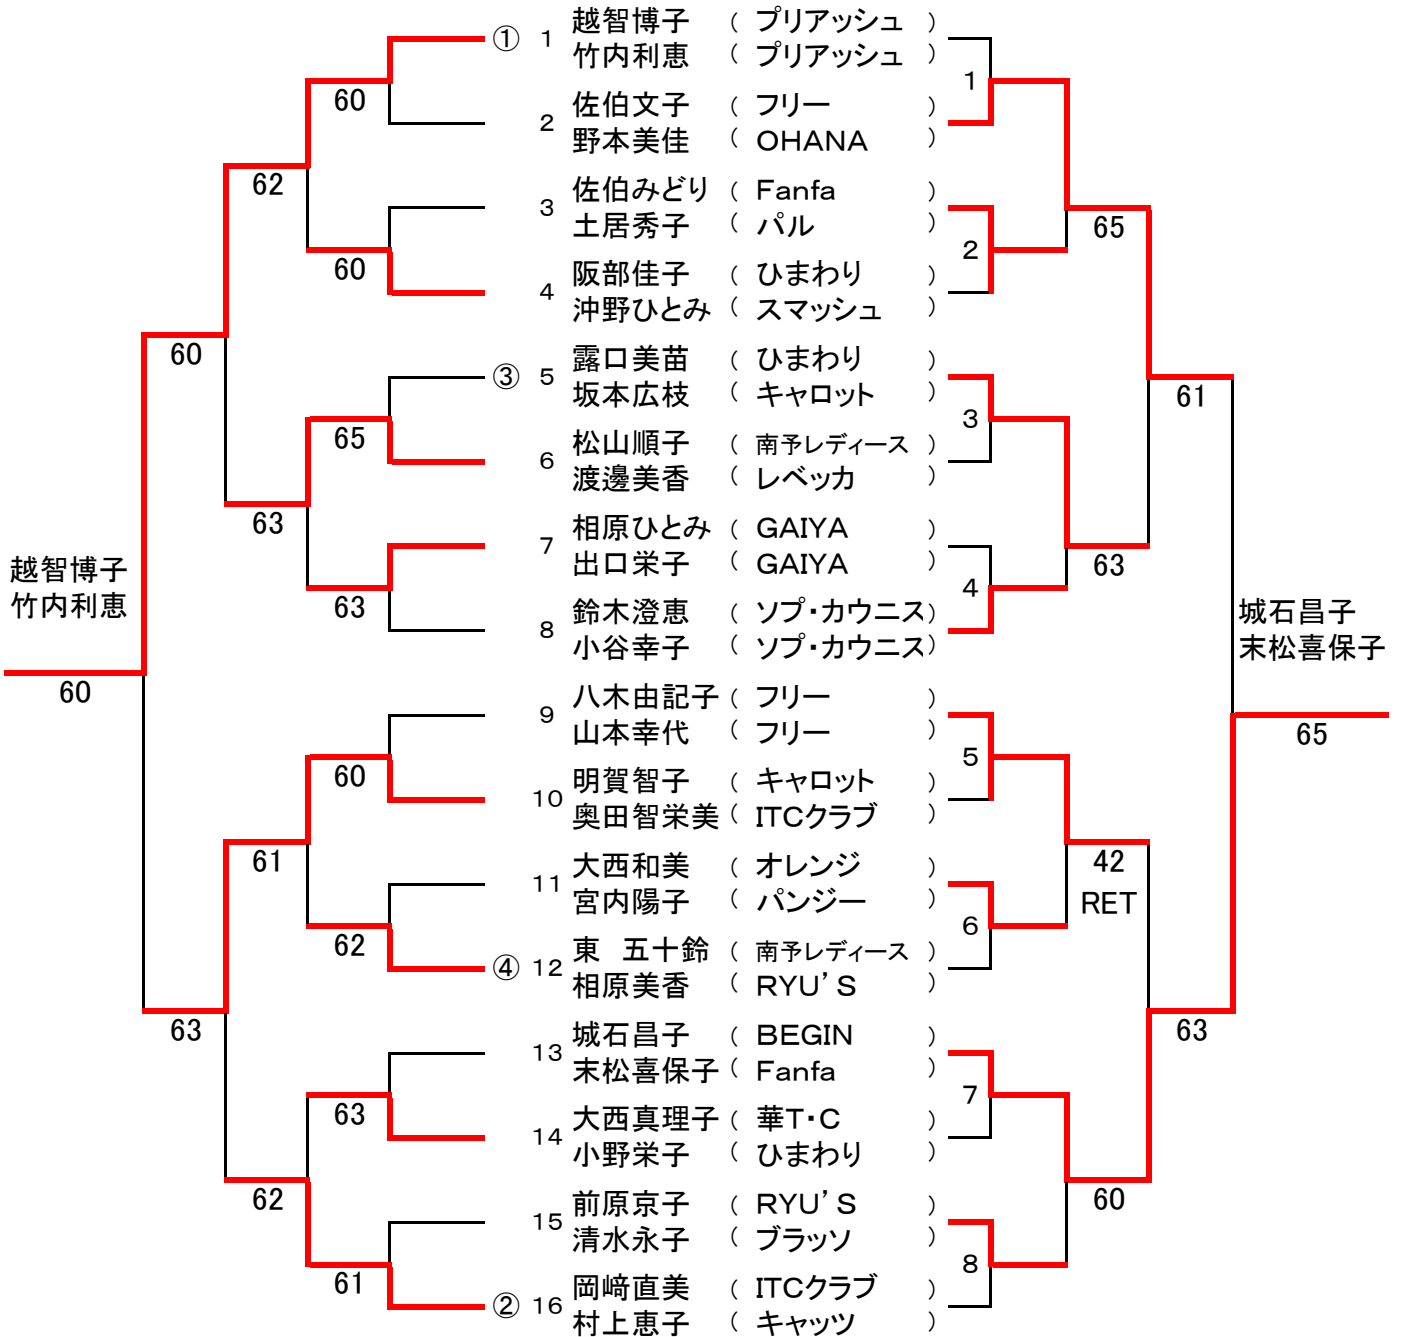 ① 1 越智博子 ( プリアッシュ )
竹内利恵 ( プリアッシュ )
1
60
2 佐伯文子 ( フリー )
野本美佳 ( OHANA )
62
3 佐伯みどり ( Fanfa )
土居秀子 ( パル )
65
2
60
4 阪部佳子 ( ひまわり )
沖野ひとみ ( スマッシュ )
60
③ 5 露口美苗 ( ひまわり )
坂本広枝 ( キャロット )
61
3
65
6 松山順子 ( 南予レディース )
渡邊美香 ( レベッカ )
63
7 相原ひとみ ( GAIYA )
出口栄子 ( GAIYA )
63
越智博子
竹内利恵
4
63
8 鈴木澄恵 ( ソプ・カウニス)
小谷幸子 ( ソプ・カウニス)
城石昌子
末松喜保子
60
9 八木由記子 ( フリー )
山本幸代 ( フリー )
65
5
60
10 明賀智子 ( キャロット )
奥田智栄美 ( ITCクラブ )
61
11 大西和美 ( オレンジ )
宮内陽子 ( パンジー )
42
RET
6
62
④ 12 東 五十鈴 ( 南予レディース )
相原美香 ( RYU'S )
63
13 城石昌子 ( BEGIN )
末松喜保子 ( Fanfa )
63
7
63
14 大西真理子 ( 華T・C )
小野栄子 ( ひまわり )
62
15 前原京子 ( RYU'S )
清水永子 ( ブラッソ )
60
8
61
② 16 岡﨑直美 ( ITCクラブ )
村上恵子 ( キャッツ )